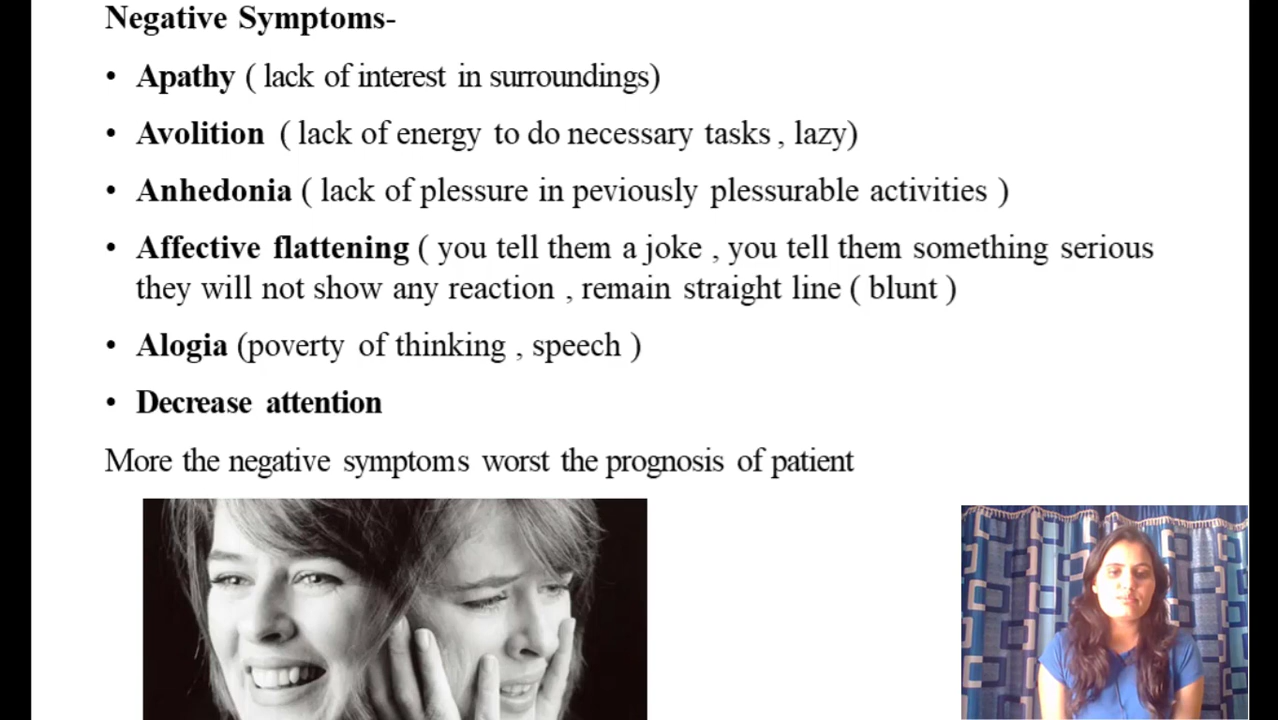 Negative Symptoms-
• Apathy ( lack of interest in surroundings)
• Avolition ( lack of energy to do necessary tasks , lazy)
• Anhedonia ( lack of plessure in peviously plessurable activities )
• Affective flattening ( you tell them a joke , you tell them something serious
they will not show any reaction , remain straight line ( blunt )
• Alogia (poverty of thinking , speech )
• Decrease attention
More the negative symptoms worst the prognosis of patient